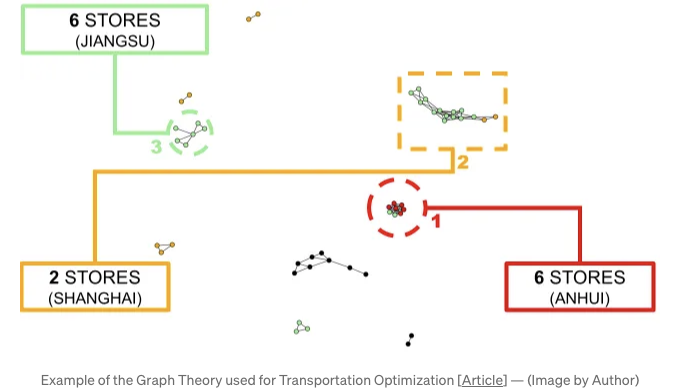 6 STORES
(JIANGSU)
3
2
1
2 STORES
(SHANGHAI)
6 STORES
(ANHUI)
Example of the Graph Theory used for Transportation Optimization [Article] — (Image by Author)